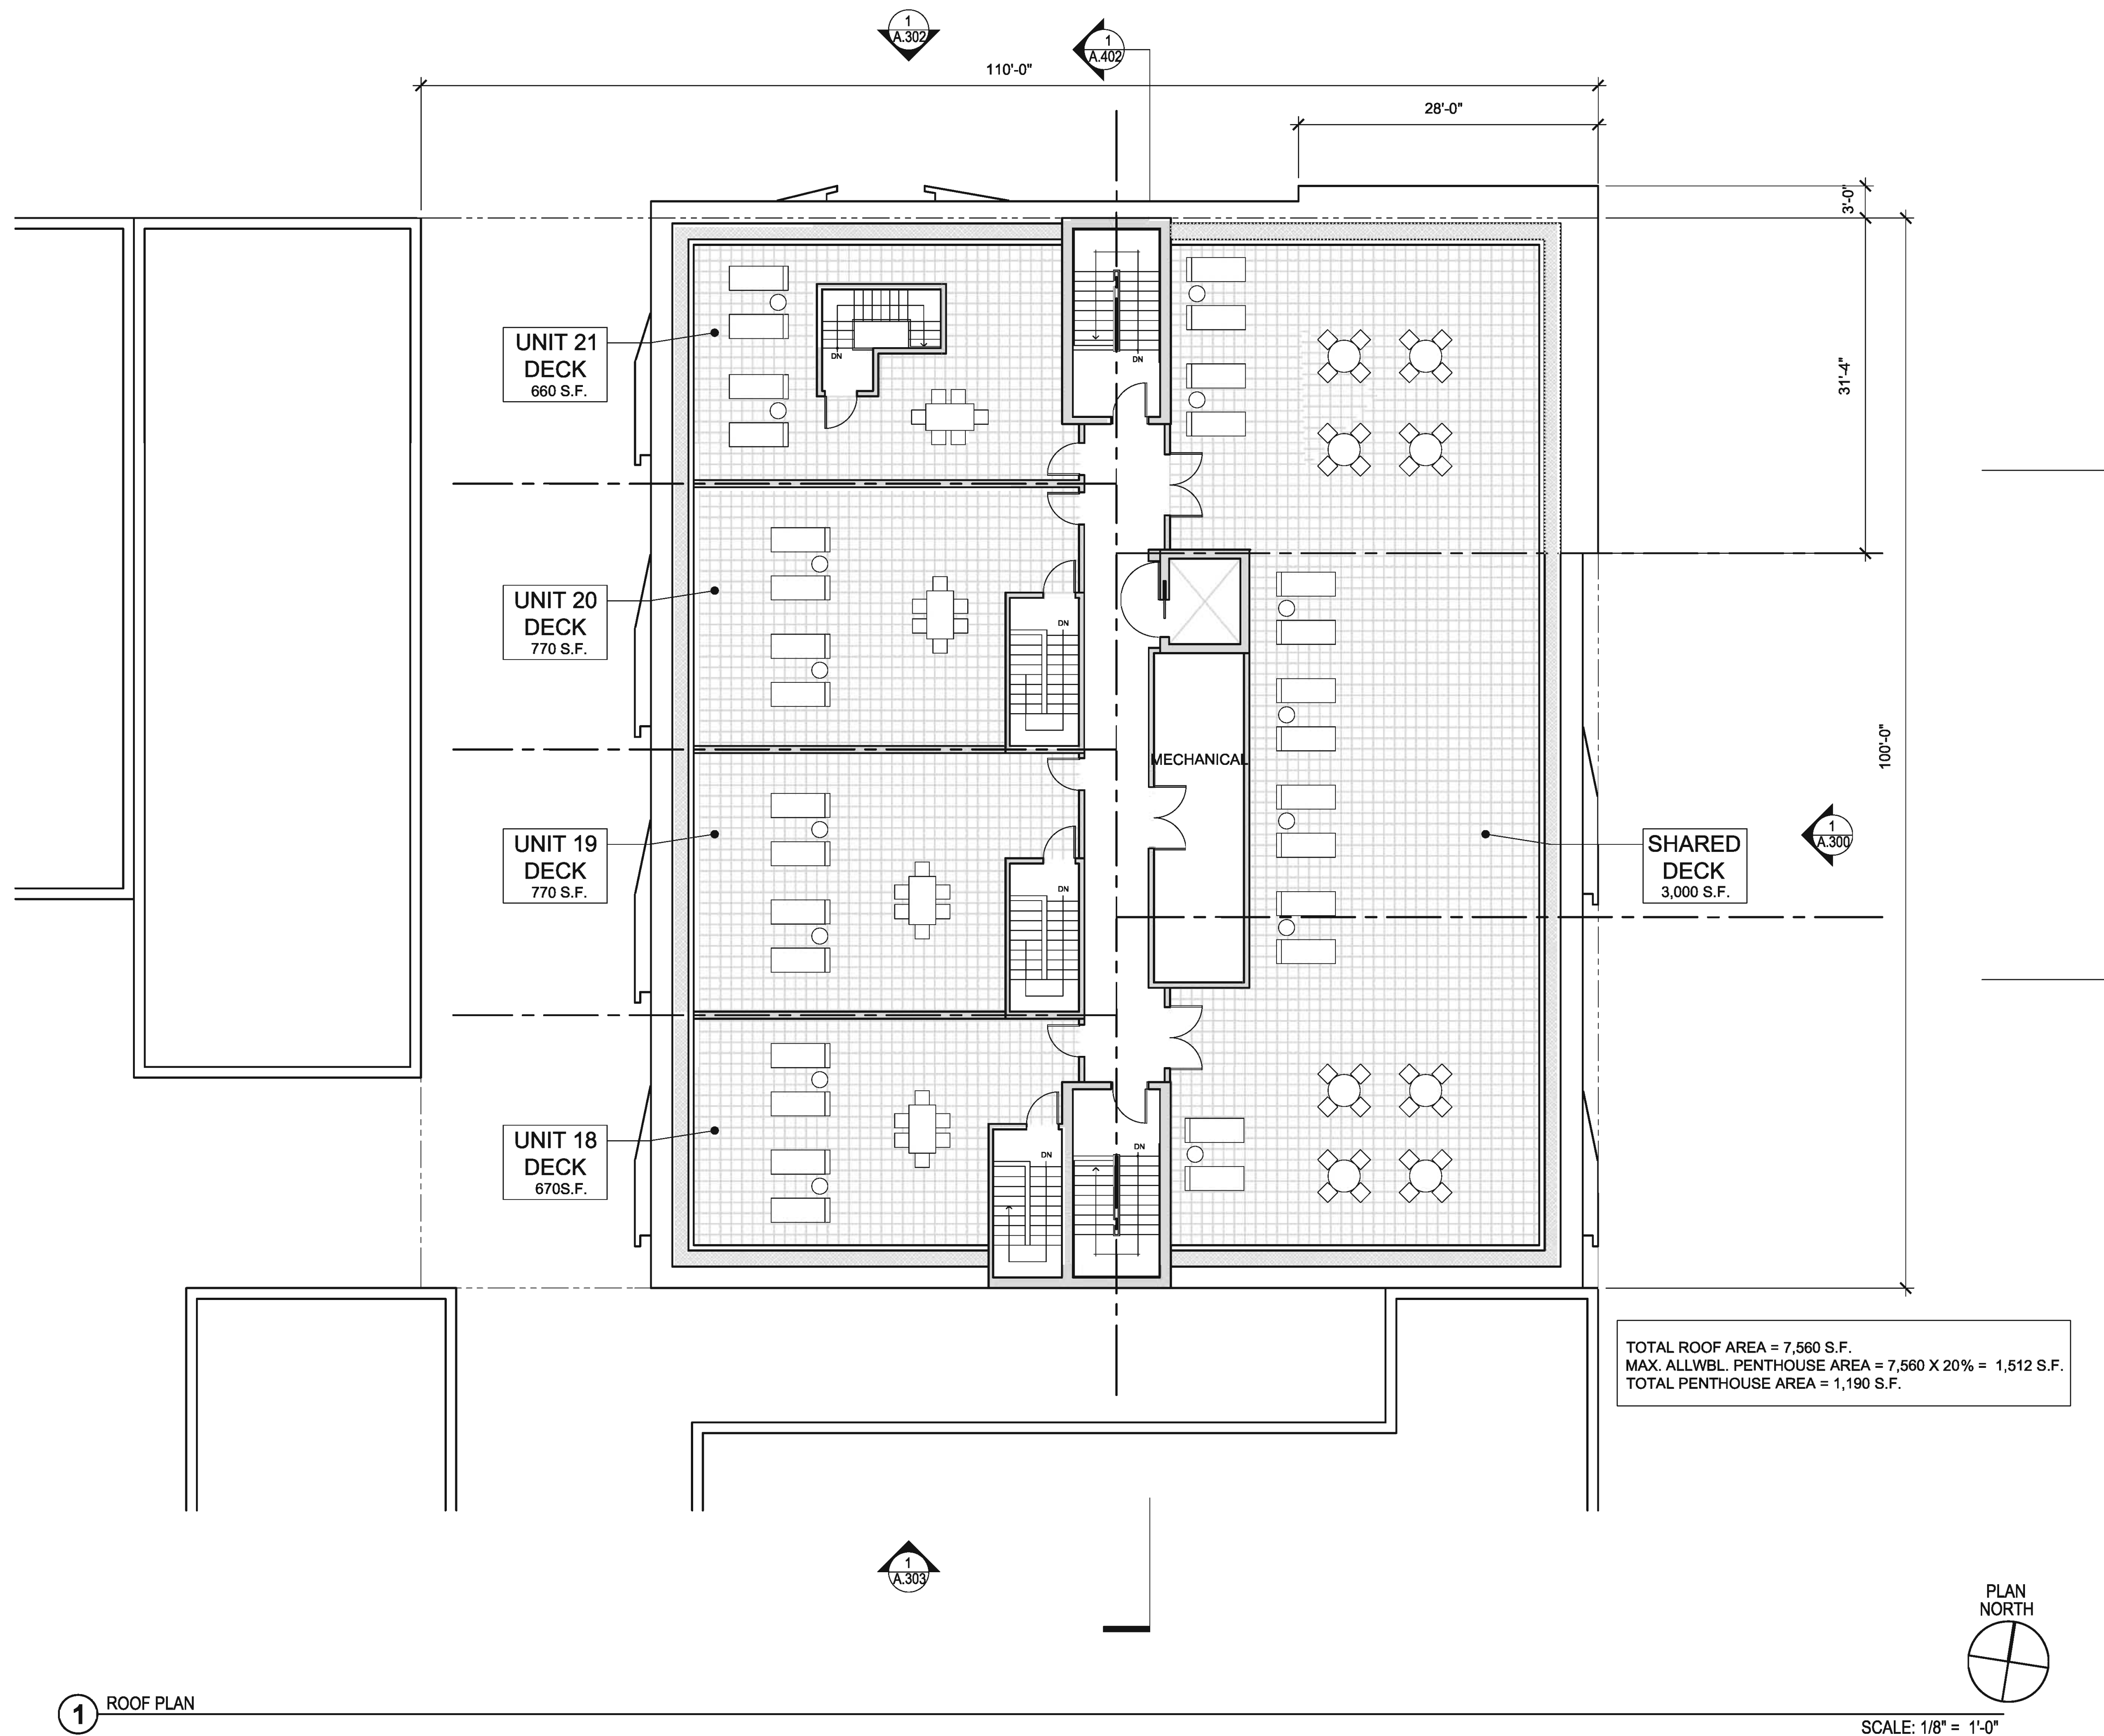 1
A.302
1
A.402
110'-0"
28'-0"
3'-0"
31'-4"
100'-0"
UNIT 21
DECK
660 S.F.
DN
DN
UNIT 20
DECK
770 S.F.
DN
MECHANICAL
UNIT 19
DECK
770 S.F.
DN
SHARED
DECK
3,000 S.F.
1
A.300
UNIT 18
DECK
670S.F.
DN
DN
TOTAL ROOF AREA = 7,560 S.F.
MAX. ALLWBL. PENTHOUSE AREA = 7,560 X 20% = 1,512 S.F.
TOTAL PENTHOUSE AREA = 1,190 S.F.
1
A.303
PLAN
NORTH
1 ROOF PLAN
SCALE: 1/8" = 1'-0"